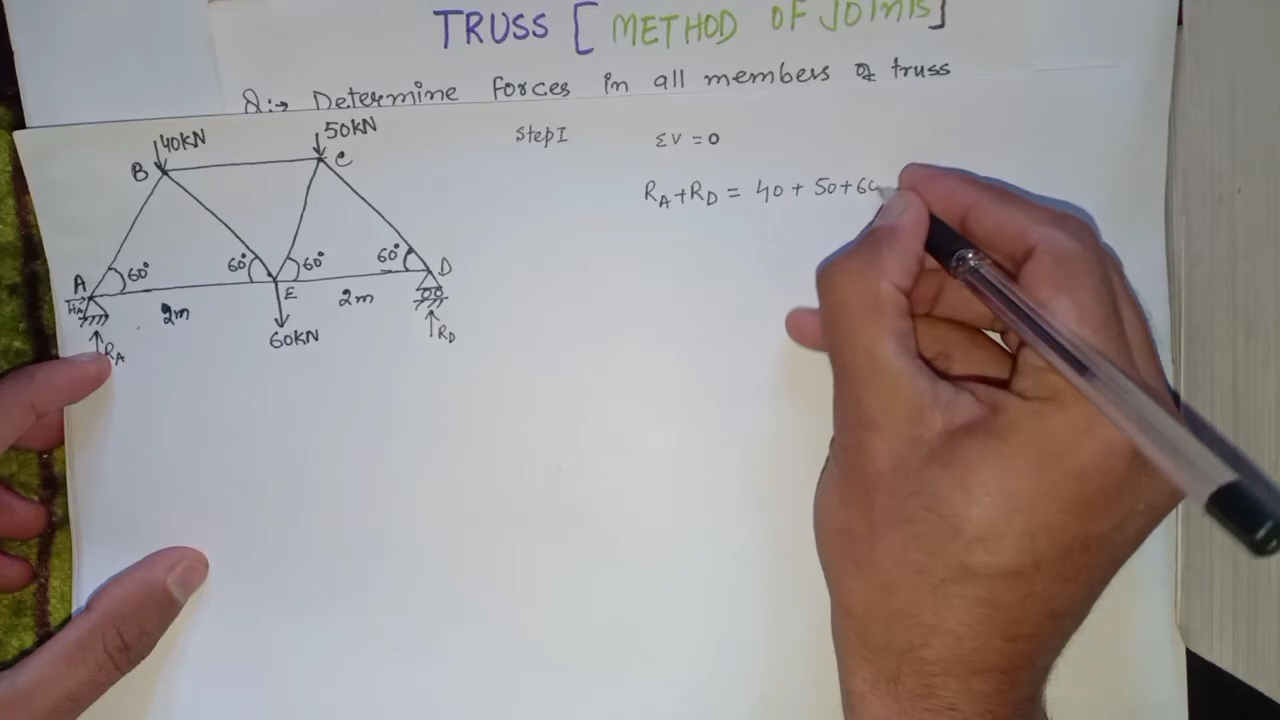 TRUSS [ METHOD OF JOINTS ]
Q:→ Determine forces in all members of truss
40KN
50KN
Step I
ΣV = 0
B
C
RA+RD = 40 + 50+60
A
60°
60°
60°
60°
D
HA
2m
E
2m
RA
60KN
RD